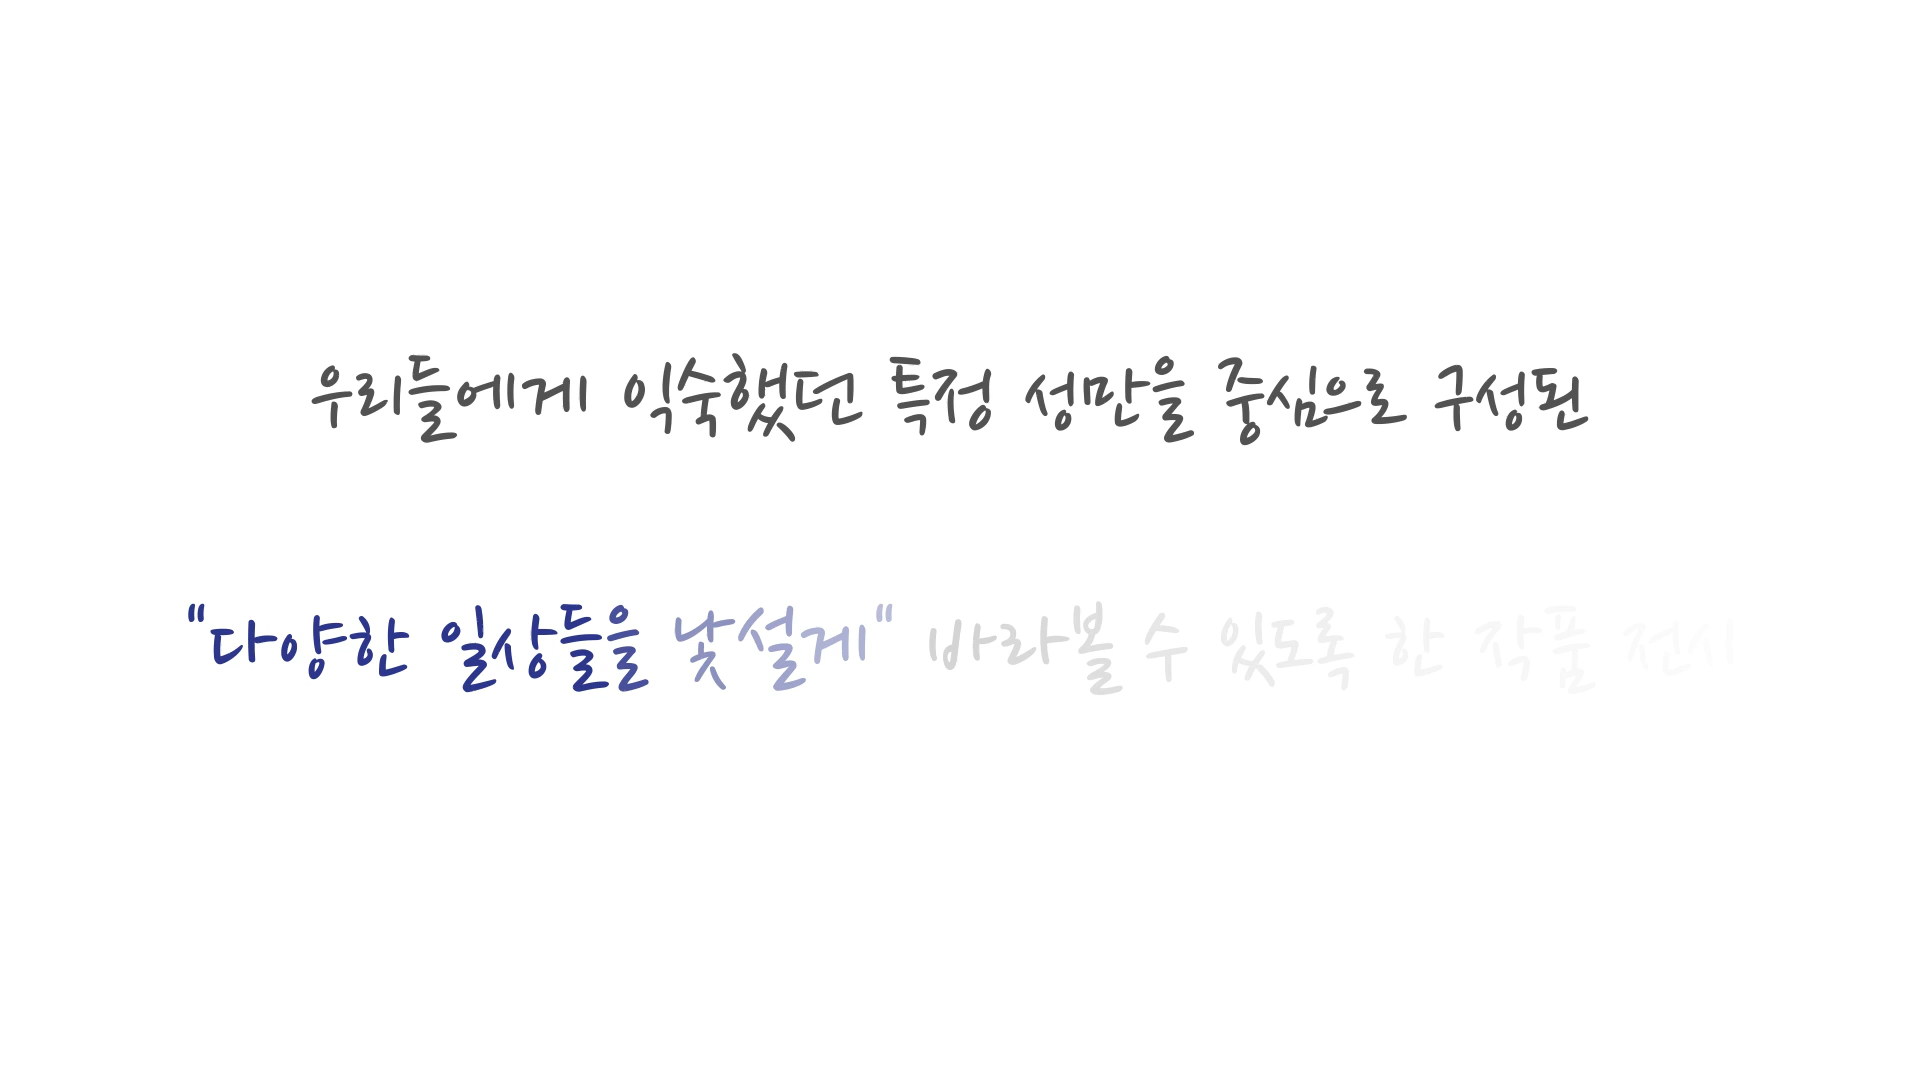 우리들에게 익숙했던 특정 성만을 중심으로 구성된
"다양한 일상들을 낯설게" 바라볼 수 있도록 한 작품 전시